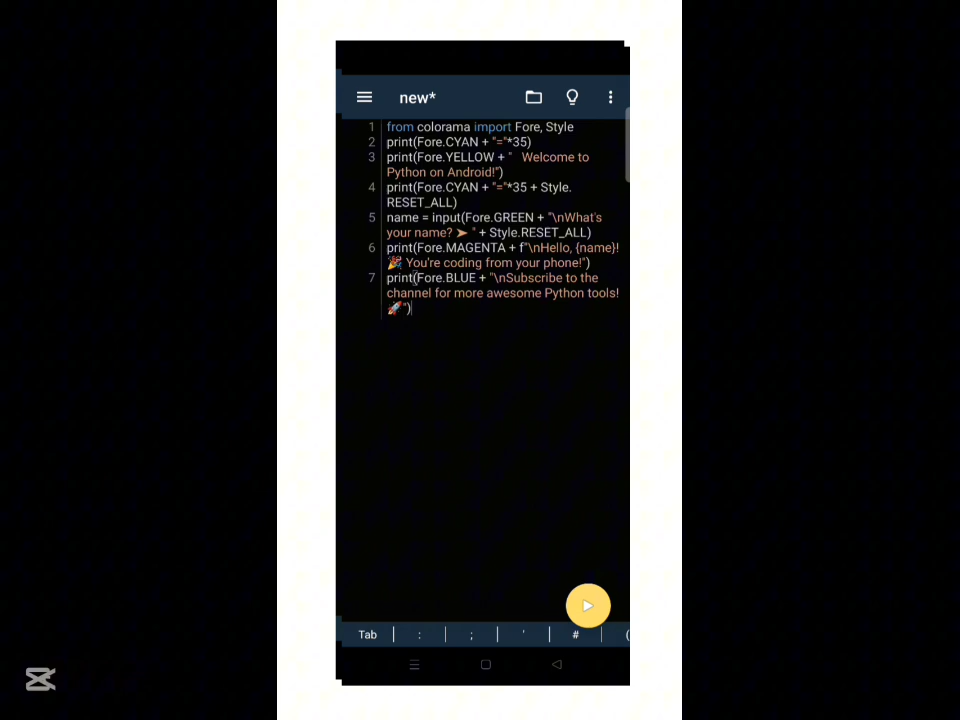 new*
1 from colorama import Fore, Style
2 print(Fore.CYAN + "="*35)
3 print(Fore.YELLOW + "   Welcome to
Python on Android!")
4 print(Fore.CYAN + "="*35 + Style.
RESET_ALL)
5 name = input(Fore.GREEN + "\nWhat's
your name? ➤ " + Style.RESET_ALL)
6 print(Fore.MAGENTA + f"\nHello, {name}!
🎉 You're coding from your phone!")
7 print(Fore.BLUE + "\nSubscribe to the
channel for more awesome Python tools!
🚀")
Tab : ; ' # (